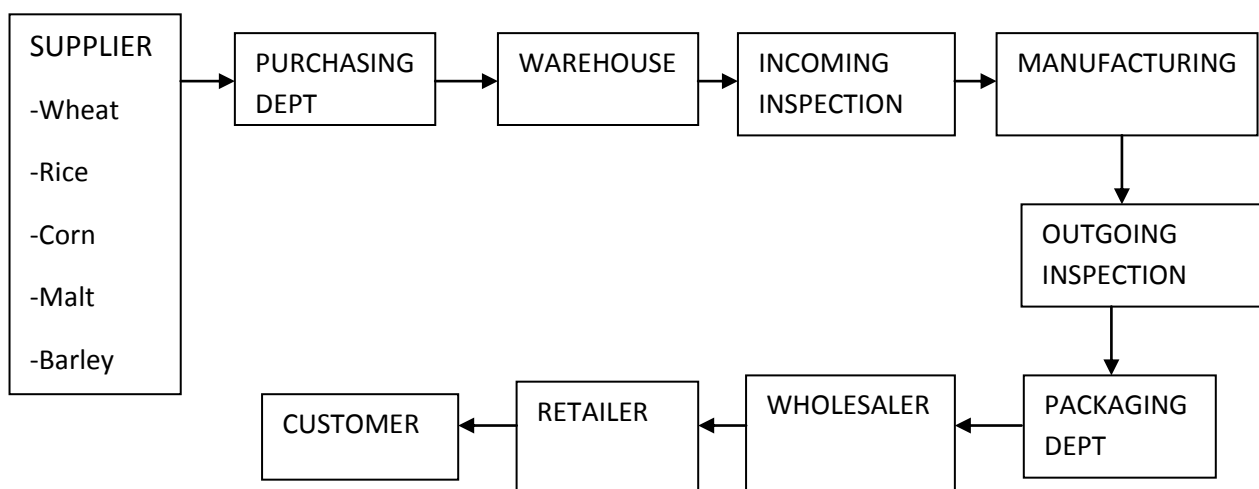 SUPPLIER
-Wheat
-Rice
-Corn
-Malt
-Barley
PURCHASING
DEPT
WAREHOUSE
INCOMING
INSPECTION
MANUFACTURING
OUTGOING
INSPECTION
PACKAGING
DEPT
WHOLESALER
RETAILER
CUSTOMER